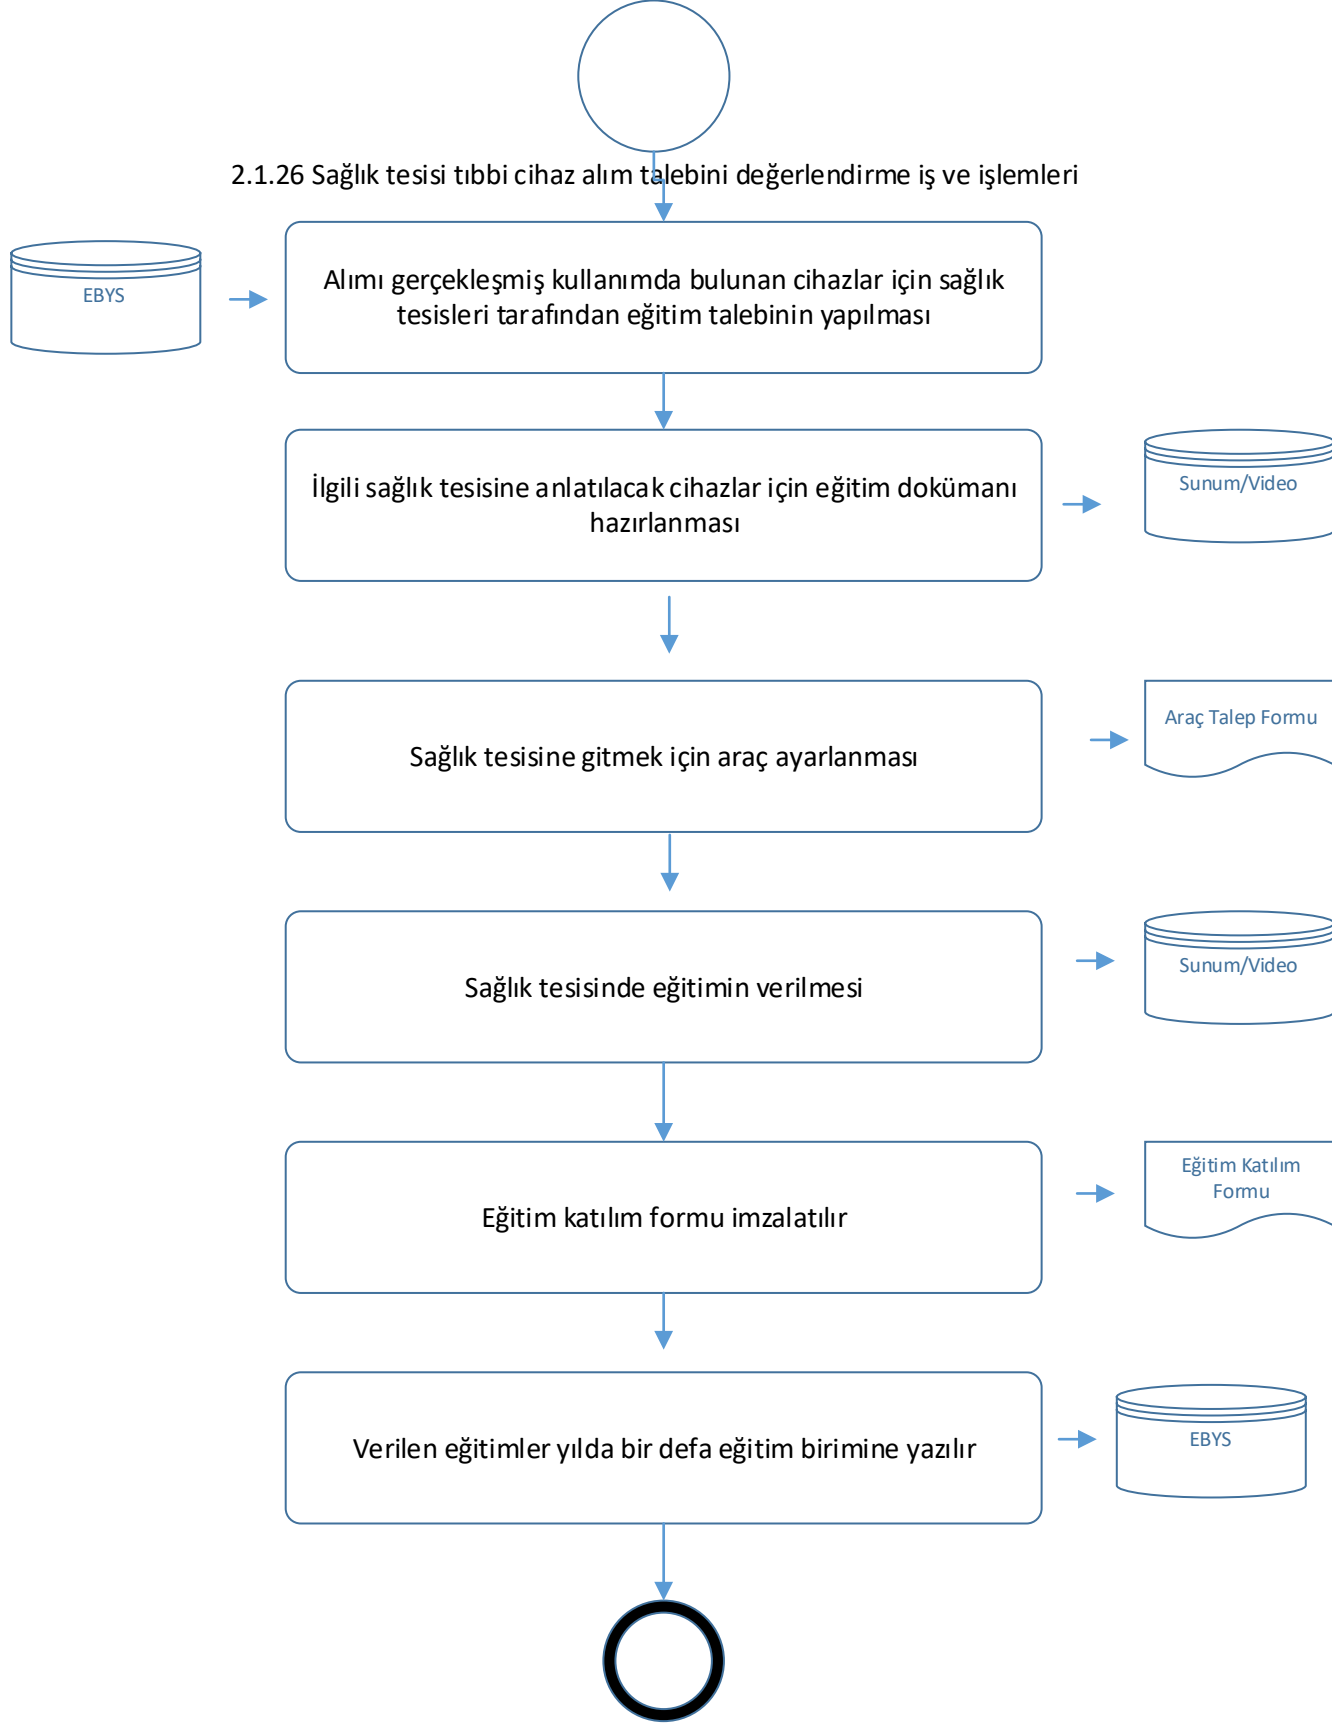 2.1.26 Sağlık tesisi tıbbi cihaz alım talebini değerlendirme iş ve işlemleri
EBYS
Alımı gerçekleşmiş kullanımda bulunan cihazlar için sağlık
tesisleri tarafından eğitim talebinin yapılması
İlgili sağlık tesisine anlatılacak cihazlar için eğitim dokümanı
hazırlanması
Sunum/Video
Sağlık tesisine gitmek için araç ayarlanması
Araç Talep Formu
Sağlık tesisinde eğitimin verilmesi
Sunum/Video
Eğitim katılım formu imzalatılır
Eğitim Katılım
Formu
Verilen eğitimler yılda bir defa eğitim birimine yazılır
EBYS